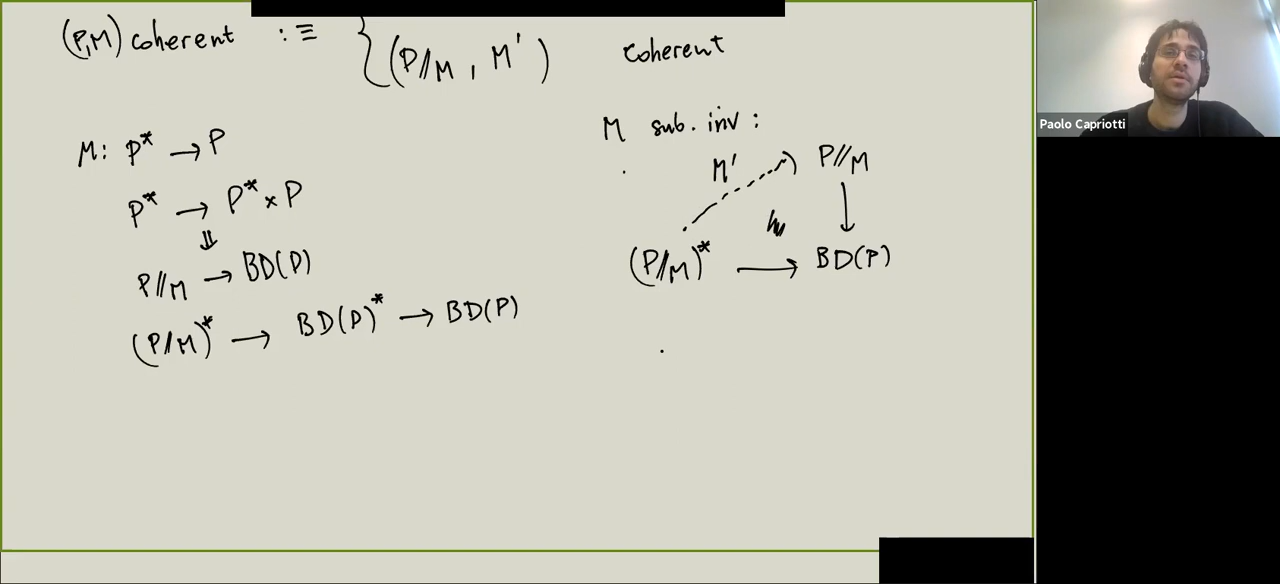 (P,M) coherent :≡ { (P//M , M') coherent
M: P* → P
P* → P* × P
⇓
P//M → BD(P)
(P//M)* → BD(P)* → BD(P)
M sub. inv :
M' P//M
(P//M)* → BD(P)
Paolo Capriotti